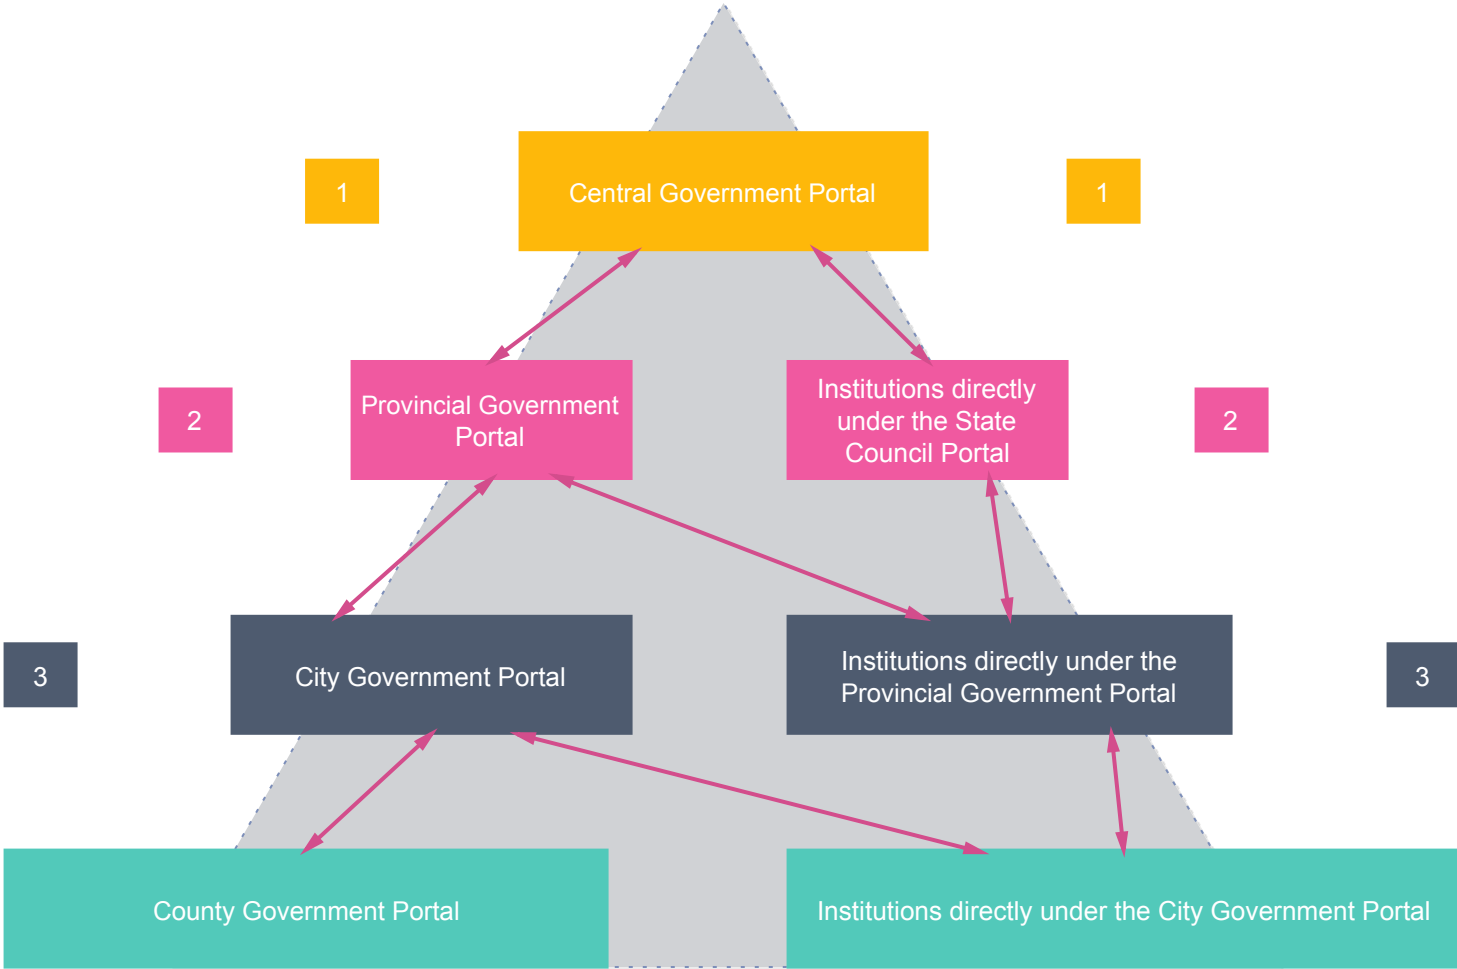 1
Central Government Portal
1
2
Provincial Government
Portal
Institutions directly
under the State
Council Portal
2
3
City Government Portal
Institutions directly under the
Provincial Government Portal
3
County Government Portal
Institutions directly under the City Government Portal